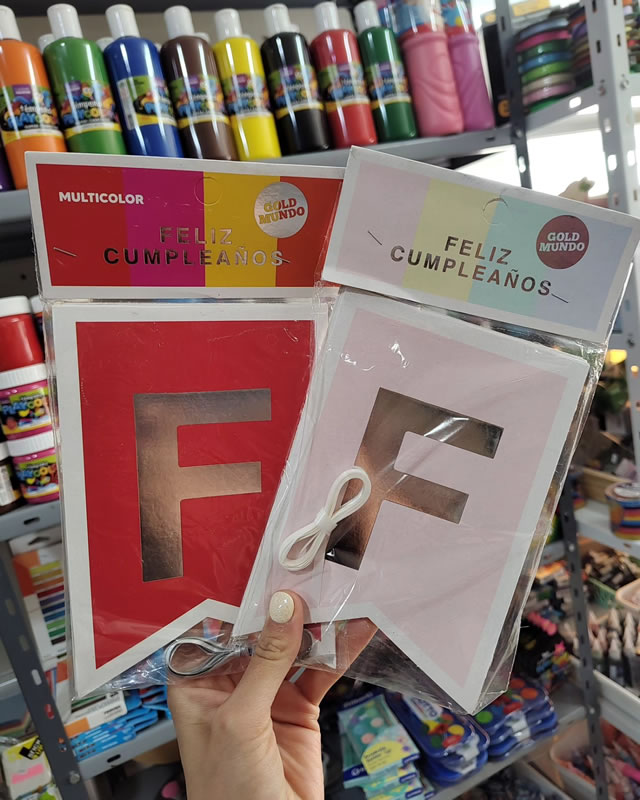 MULTICOLOR
GOLD
MUNDO
FELIZ
CUMPLEAÑOS
GOLD
MUNDO
FELIZ
CUMPLEAÑOS
F
F